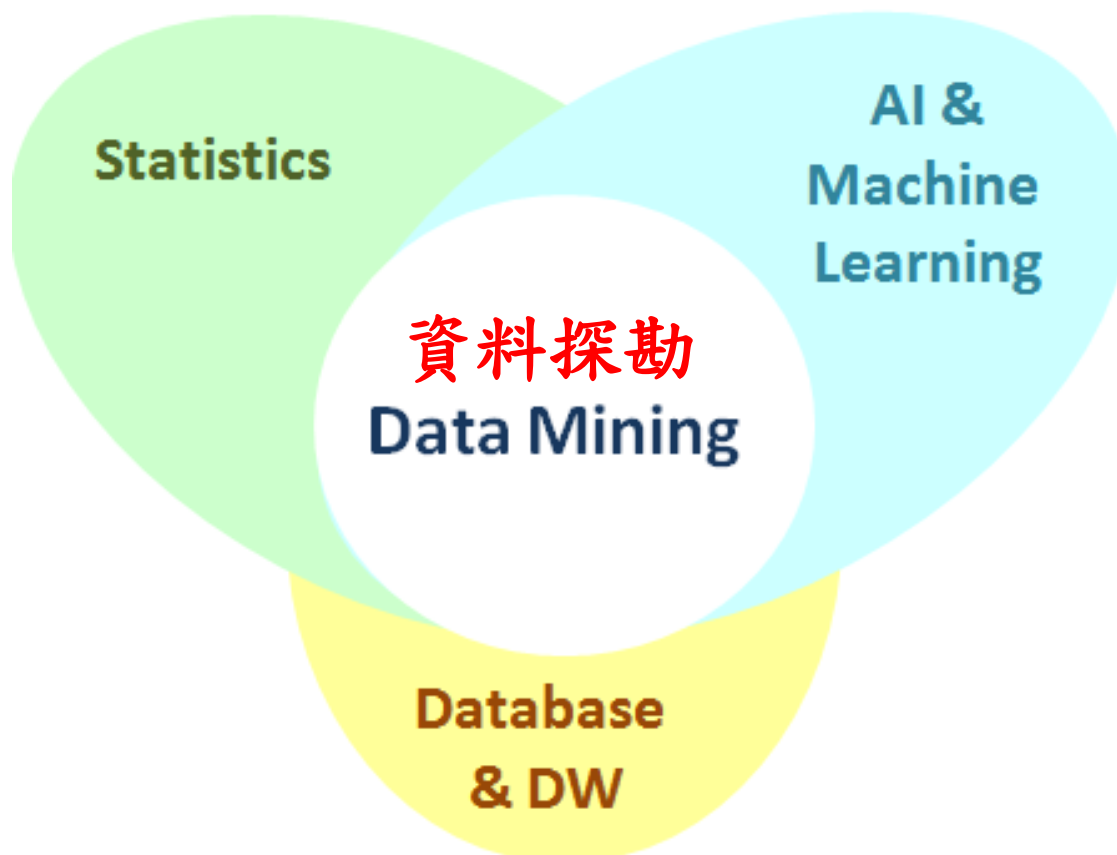 Statistics
AI &
Machine
Learning
資料探勘
Data Mining
Database
& DW